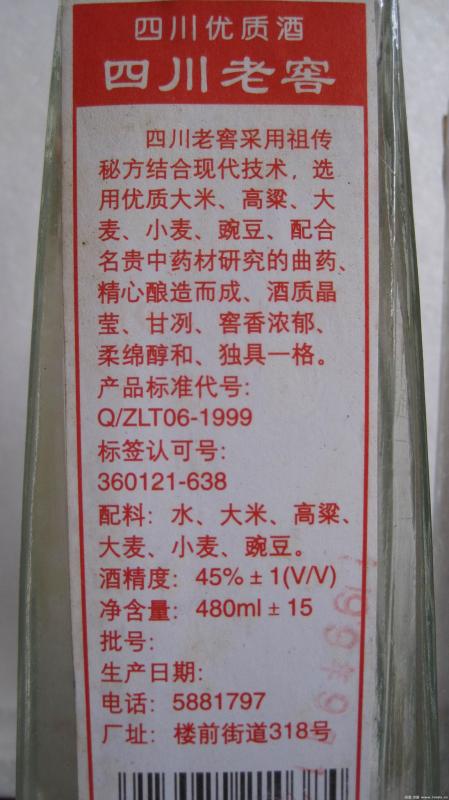 四川优质酒
四川老窖
四川老窖采用祖传
秘方结合现代技术，选
用优质大米、高粱、大
麦、小麦、豌豆、配合
名贵中药材研究的曲药、
精心酿造而成、酒质晶
莹、甘冽、窖香浓郁、
柔绵醇和、独具一格。
产品标准代号：
Q/ZLT06-1999
标签认可号：
360121-638
配料：水、大米、高粱、
大麦、小麦、豌豆。
酒精度：45%±1(V/V)
净含量：480ml±15
批号：
生产日期：
电话：5881797
厂址：楼前街道318号